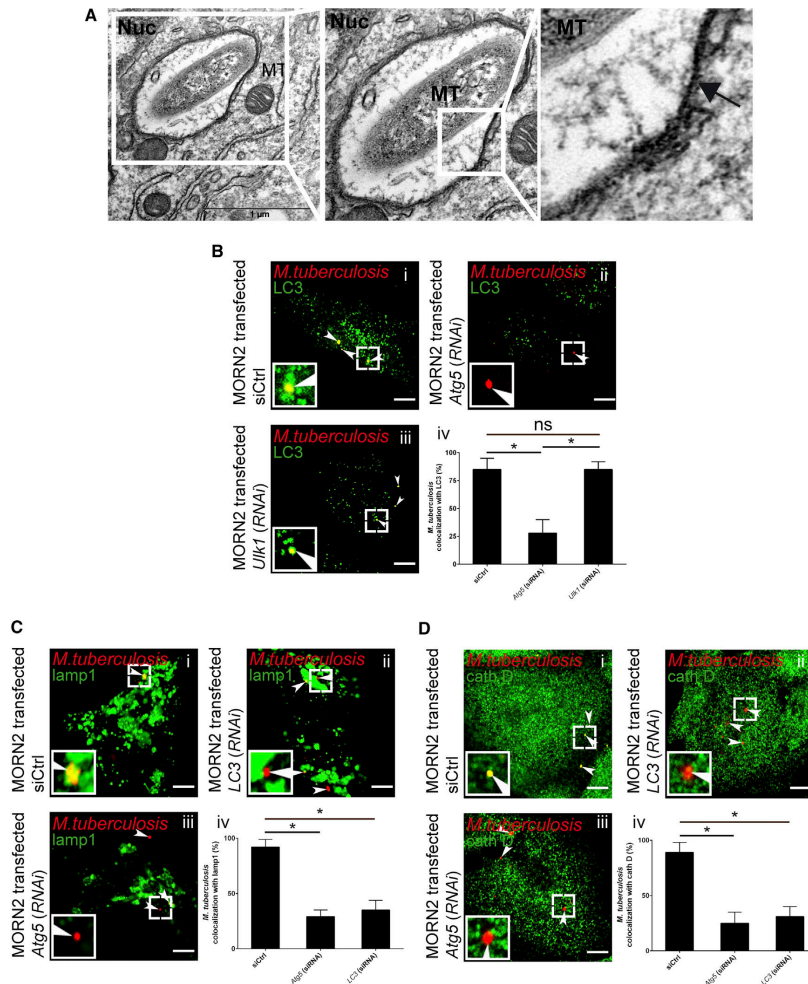 A
Nuc
MT
1 µm
MT
MT
B
MORN2 transfected
siCtrl
M.tuberculosis
LC3
i
MORN2 transfected
Atg5 (RNAi)
M.tuberculosis
LC3
ii
MORN2 transfected
Ulk1 (RNAi)
M.tuberculosis
LC3
iii
iv
ns
*
*
M. tuberculosis
colocalization with LC3 (%)
100
75
50
25
0
siCtrl
Atg5 (siRNA)
Ulk1 (siRNA)
C
MORN2 transfected
siCtrl
M.tuberculosis
lamp1
i
MORN2 transfected
LC3 (RNAi)
M.tuberculosis
lamp1
ii
MORN2 transfected
Atg5 (RNAi)
M.tuberculosis
lamp1
iii
iv
*
*
M. tuberculosis
colocalization with lamp1 (%)
100
50
0
siCtrl
Atg5 (siRNA)
LC3 (siRNA)
D
MORN2 transfected
siCtrl
M.tuberculosis
cath D
i
MORN2 transfected
LC3 (RNAi)
M.tuberculosis
cath D
ii
MORN2 transfected
Atg5 (RNAi)
M.tuberculosis
cath D
iii
iv
*
*
M. tuberculosis
colocalization with cath D (%)
100
50
0
siCtrl
Atg5 (siRNA)
LC3 (siRNA)